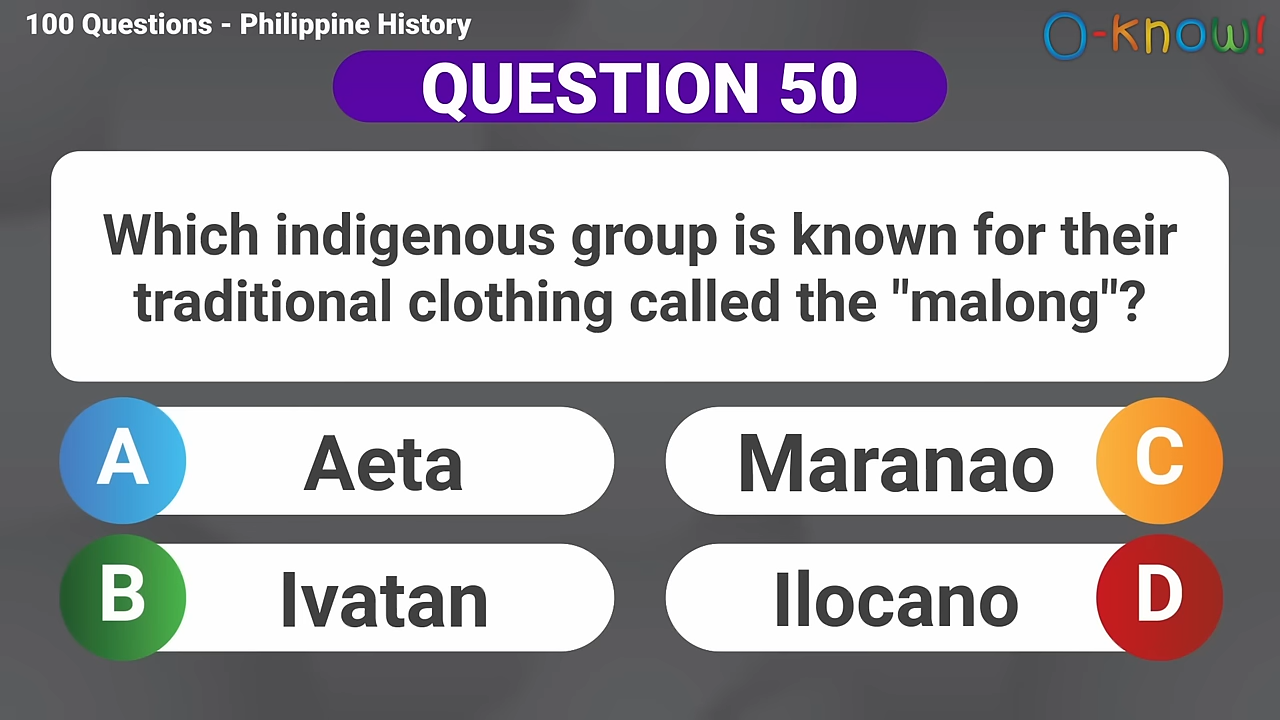 100 Questions - Philippine History
O-know!
QUESTION 50
Which indigenous group is known for their
traditional clothing called the "malong"?
A
Aeta
Maranao
C
B
Ivatan
Ilocano
D